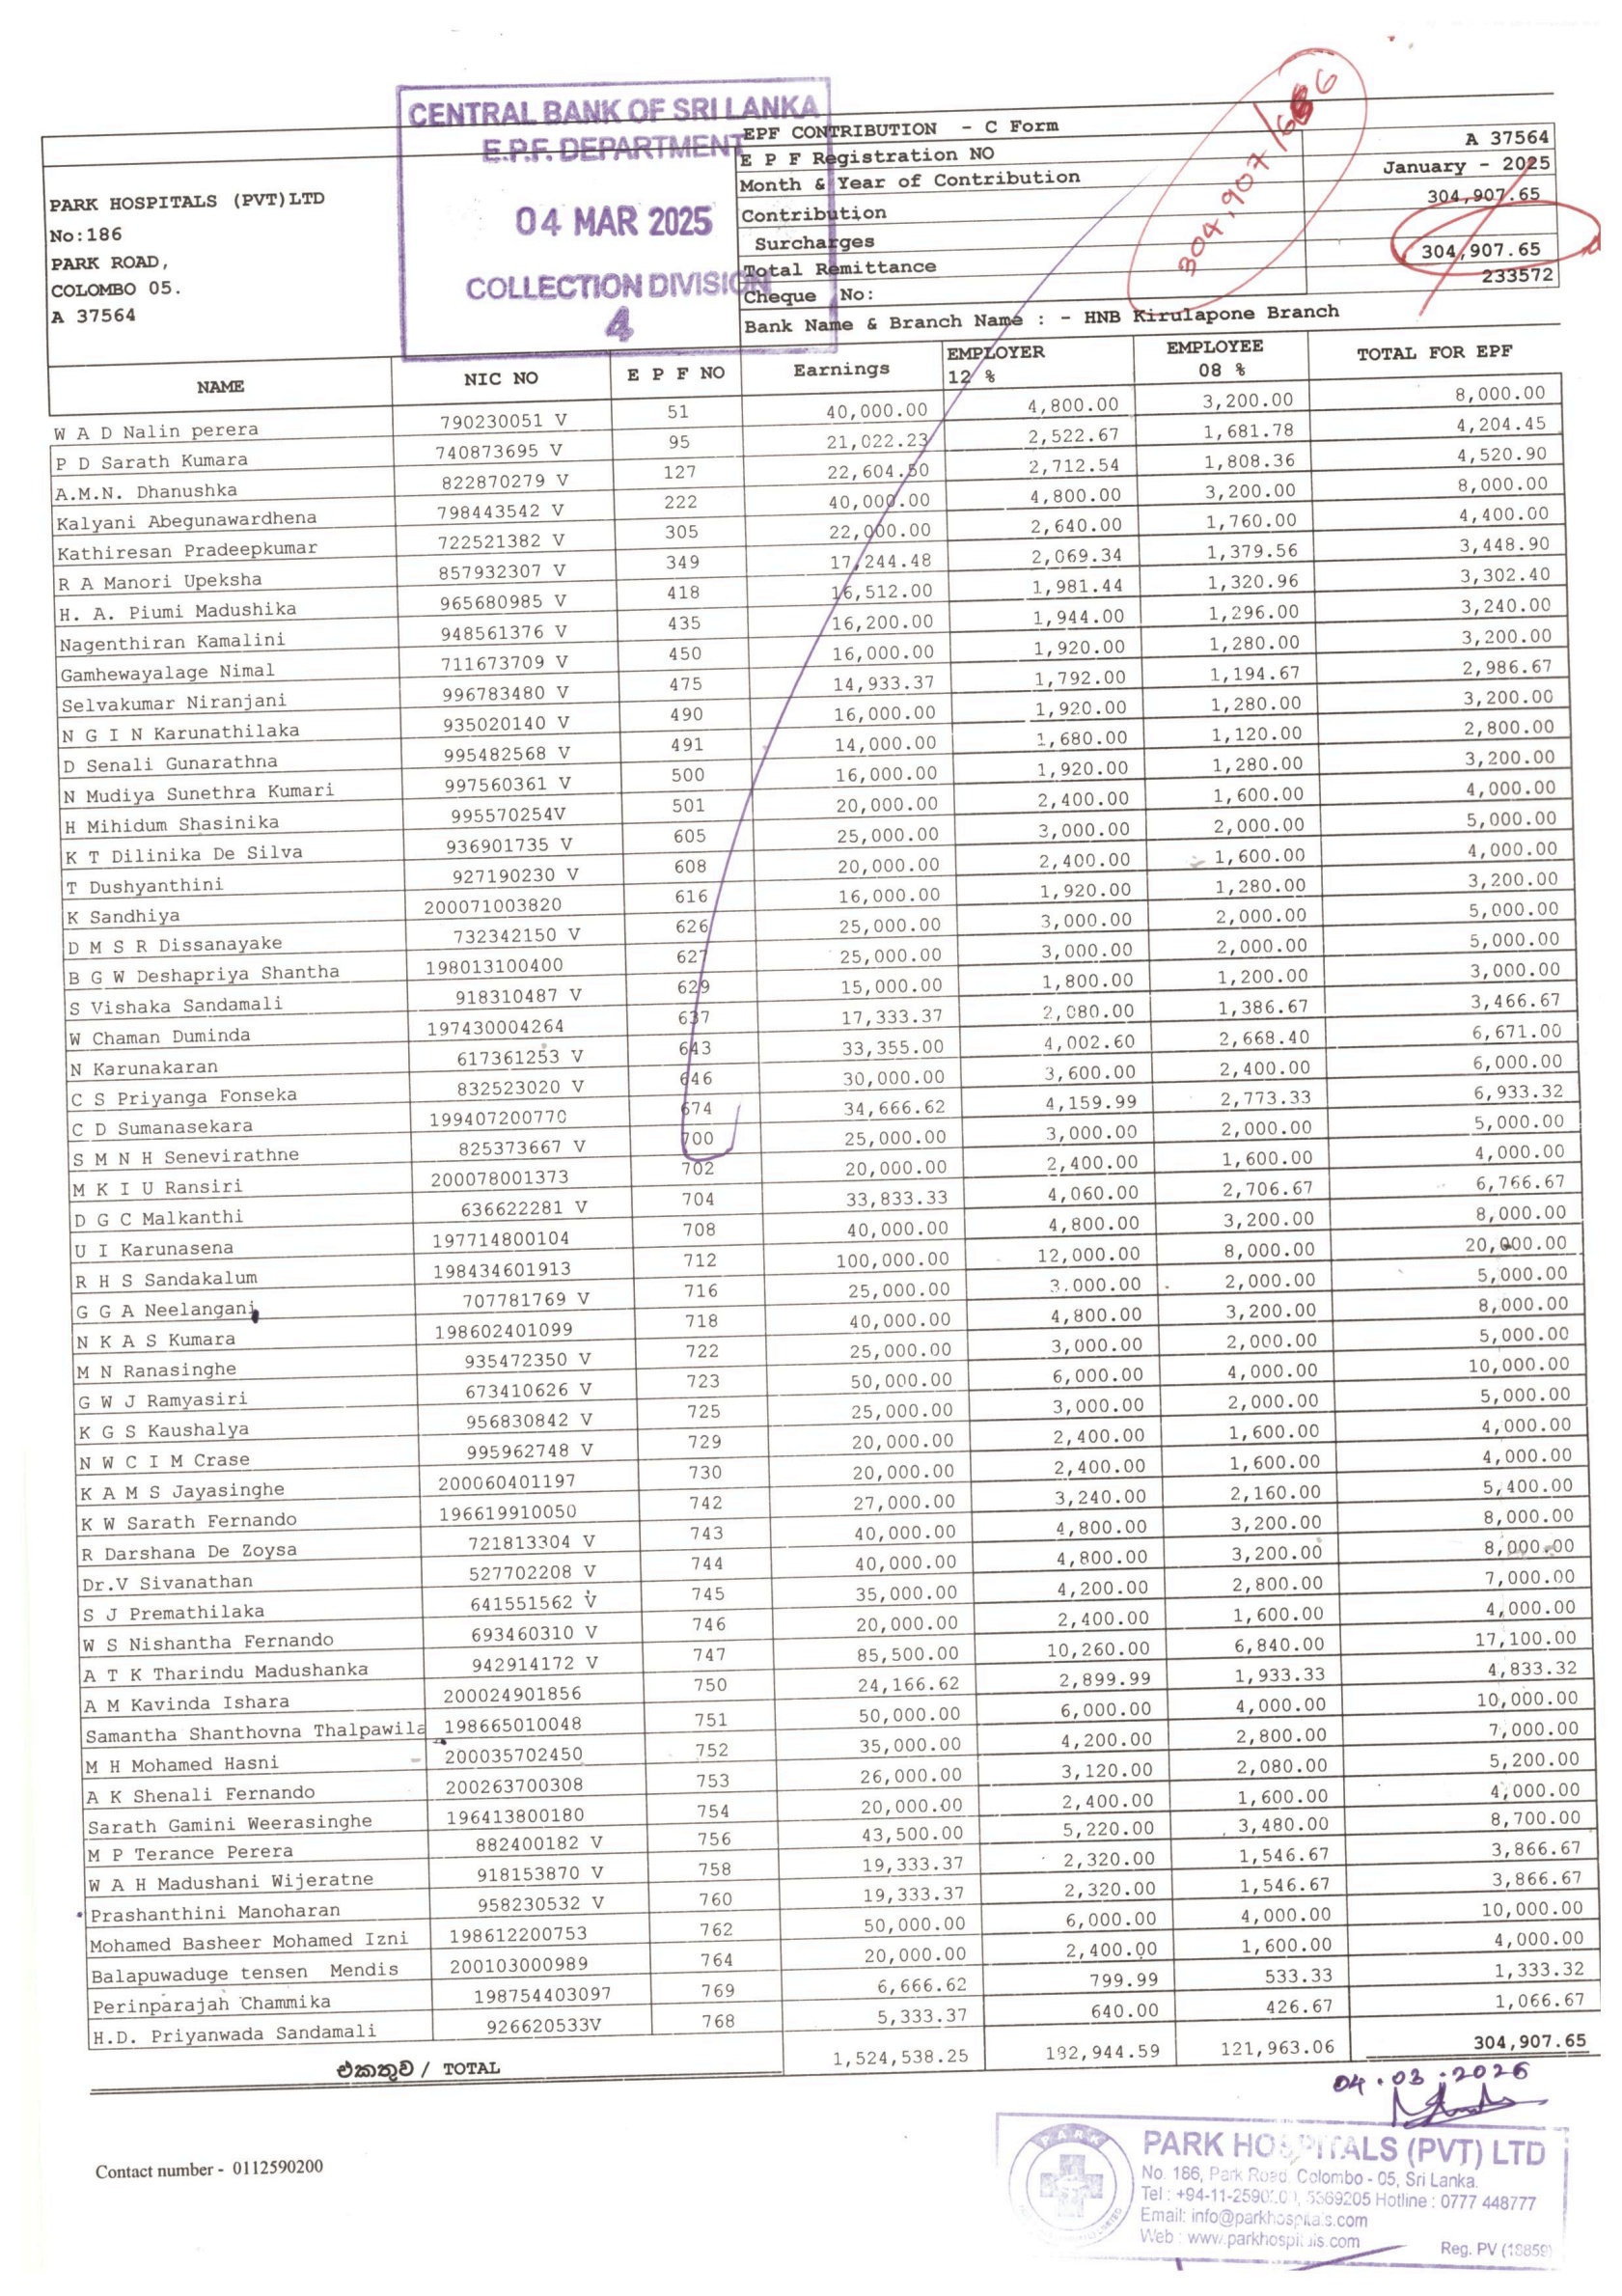 CENTRAL BANK OF SRI LANKA
E.P.F. DEPARTMENT
04 MAR 2025
COLLECTION DIVISION
4
PARK HOSPITALS (PVT)LTD
No:186
PARK ROAD,
COLOMBO 05.
A 37564
EPF CONTRIBUTION - C Form
E P F Registration NO A 37564
Month & Year of Contribution January - 2025
Contribution 304,907.65
Surcharges
Total Remittance 304,907.65
Cheque No: 233572
Bank Name & Branch Name : - HNB Kirulapone Branch
NAME NIC NO E P F NO Earnings EMPLOYER 12 % EMPLOYEE 08 % TOTAL FOR EPF
W A D Nalin perera 790230051 V 51 40,000.00 4,800.00 3,200.00 8,000.00
P D Sarath Kumara 740873695 V 95 21,022.23 2,522.67 1,681.78 4,204.45
A.M.N. Dhanushka 822870279 V 127 22,604.50 2,712.54 1,808.36 4,520.90
Kalyani Abegunawardhena 798443542 V 222 40,000.00 4,800.00 3,200.00 8,000.00
Kathiresan Pradeepkumar 722521382 V 305 22,000.00 2,640.00 1,760.00 4,400.00
R A Manori Upeksha 857932307 V 349 17,244.48 2,069.34 1,379.56 3,448.90
H. A. Piumi Madushika 965680985 V 418 16,512.00 1,981.44 1,320.96 3,302.40
Nagenthiran Kamalini 948561376 V 435 16,200.00 1,944.00 1,296.00 3,240.00
Gamhewayalage Nimal 711673709 V 450 16,000.00 1,920.00 1,280.00 3,200.00
Selvakumar Niranjani 996783480 V 475 14,933.37 1,792.00 1,194.67 2,986.67
N G I N Karunathilaka 935020140 V 490 16,000.00 1,920.00 1,280.00 3,200.00
D Senali Gunarathna 995482568 V 491 14,000.00 1,680.00 1,120.00 2,800.00
N Mudiya Sunethra Kumari 997560361 V 500 16,000.00 1,920.00 1,280.00 3,200.00
H Mihidum Shasinika 995570254V 501 20,000.00 2,400.00 1,600.00 4,000.00
K T Dilinika De Silva 936901735 V 605 25,000.00 3,000.00 2,000.00 5,000.00
T Dushyanthini 927190230 V 608 20,000.00 2,400.00 1,600.00 4,000.00
K Sandhiya 200071003820 616 16,000.00 1,920.00 1,280.00 3,200.00
D M S R Dissanayake 732342150 V 626 25,000.00 3,000.00 2,000.00 5,000.00
B G W Deshapriya Shantha 198013100400 627 25,000.00 3,000.00 2,000.00 5,000.00
S Vishaka Sandamali 918310487 V 629 15,000.00 1,800.00 1,200.00 3,000.00
W Chaman Duminda 197430004264 637 17,333.37 2,080.00 1,386.67 3,466.67
N Karunakaran 617361253 V 643 33,355.00 4,002.60 2,668.40 6,671.00
C S Priyanga Fonseka 832523020 V 646 30,000.00 3,600.00 2,400.00 6,000.00
C D Sumanasekara 199407200770 674 34,666.62 4,159.99 2,773.33 6,933.32
S M N H Senevirathne 825373667 V 700 25,000.00 3,000.00 2,000.00 5,000.00
M K I U Ransiri 200078001373 702 20,000.00 2,400.00 1,600.00 4,000.00
D G C Malkanthi 636622281 V 704 33,833.33 4,060.00 2,706.67 6,766.67
U I Karunasena 197714800104 708 40,000.00 4,800.00 3,200.00 8,000.00
R H S Sandakalum 198434601913 712 100,000.00 12,000.00 8,000.00 20,000.00
G G A Neelangani 707781769 V 716 25,000.00 3.000.00 2,000.00 5,000.00
N K A S Kumara 198602401099 718 40,000.00 4,800.00 3,200.00 8,000.00
M N Ranasinghe 935472350 V 722 25,000.00 3,000.00 2,000.00 5,000.00
G W J Ramyasiri 673410626 V 723 50,000.00 6,000.00 4,000.00 10,000.00
K G S Kaushalya 956830842 V 725 25,000.00 3,000.00 2,000.00 5,000.00
N W C I M Crase 995962748 V 729 20,000.00 2,400.00 1,600.00 4,000.00
K A M S Jayasinghe 200060401197 730 20,000.00 2,400.00 1,600.00 4,000.00
K W Sarath Fernando 196619910050 742 27,000.00 3,240.00 2,160.00 5,400.00
R Darshana De Zoysa 721813304 V 743 40,000.00 4,800.00 3,200.00 8,000.00
Dr.V Sivanathan 527702208 V 744 40,000.00 4,800.00 3,200.00 8,000.00
S J Premathilaka 641551562 V 745 35,000.00 4,200.00 2,800.00 7,000.00
W S Nishantha Fernando 693460310 V 746 20,000.00 2,400.00 1,600.00 4,000.00
A T K Tharindu Madushanka 942914172 V 747 85,500.00 10,260.00 6,840.00 17,100.00
A M Kavinda Ishara 200024901856 750 24,166.62 2,899.99 1,933.33 4,833.32
Samantha Shanthovna Thalpawila 198665010048 751 50,000.00 6,000.00 4,000.00 10,000.00
M H Mohamed Hasni 200035702450 752 35,000.00 4,200.00 2,800.00 7,000.00
A K Shenali Fernando 200263700308 753 26,000.00 3,120.00 2,080.00 5,200.00
Sarath Gamini Weerasinghe 196413800180 754 20,000.00 2,400.00 1,600.00 4,000.00
M P Terance Perera 882400182 V 756 43,500.00 5,220.00 3,480.00 8,700.00
W A H Madushani Wijeratne 918153870 V 758 19,333.37 2,320.00 1,546.67 3,866.67
Prashanthini Manoharan 958230532 V 760 19,333.37 2,320.00 1,546.67 3,866.67
Mohamed Basheer Mohamed Izni 198612200753 762 50,000.00 6,000.00 4,000.00 10,000.00
Balapuwaduge tensen Mendis 200103000989 764 20,000.00 2,400.00 1,600.00 4,000.00
Perinparajah Chammika 198754403097 769 6,666.62 799.99 533.33 1,333.32
H.D. Priyanwada Sandamali 926620533V 768 5,333.37 640.00 426.67 1,066.67
එකතුව / TOTAL 1,524,538.25 182,944.59 121,963.06 304,907.65
04.03.2025
Contact number - 0112590200
PARK HOSPITALS (PVT) LTD
No. 186, Park Road, Colombo - 05, Sri Lanka.
Tel : +94-11-2590200, 5369205 Hotline : 0777 448777
Email: info@parkhospitals.com
Web : www.parkhospitals.com
Reg. PV (18859)